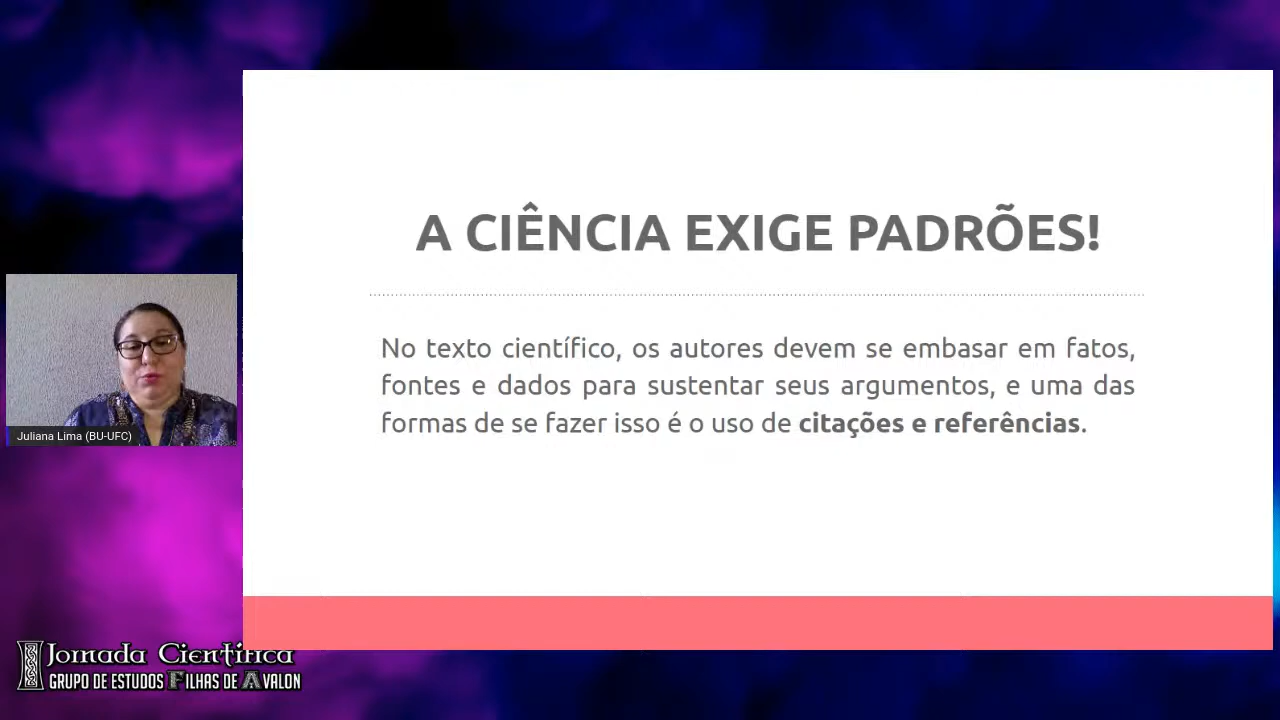 A CIÊNCIA EXIGE PADRÕES!
No texto científico, os autores devem se embasar em fatos,
fontes e dados para sustentar seus argumentos, e uma das
formas de se fazer isso é o uso de citações e referências.
Juliana Lima (BU-UFC)
Jornada Científica
GRUPO DE ESTUDOS FILHAS DE AVALON